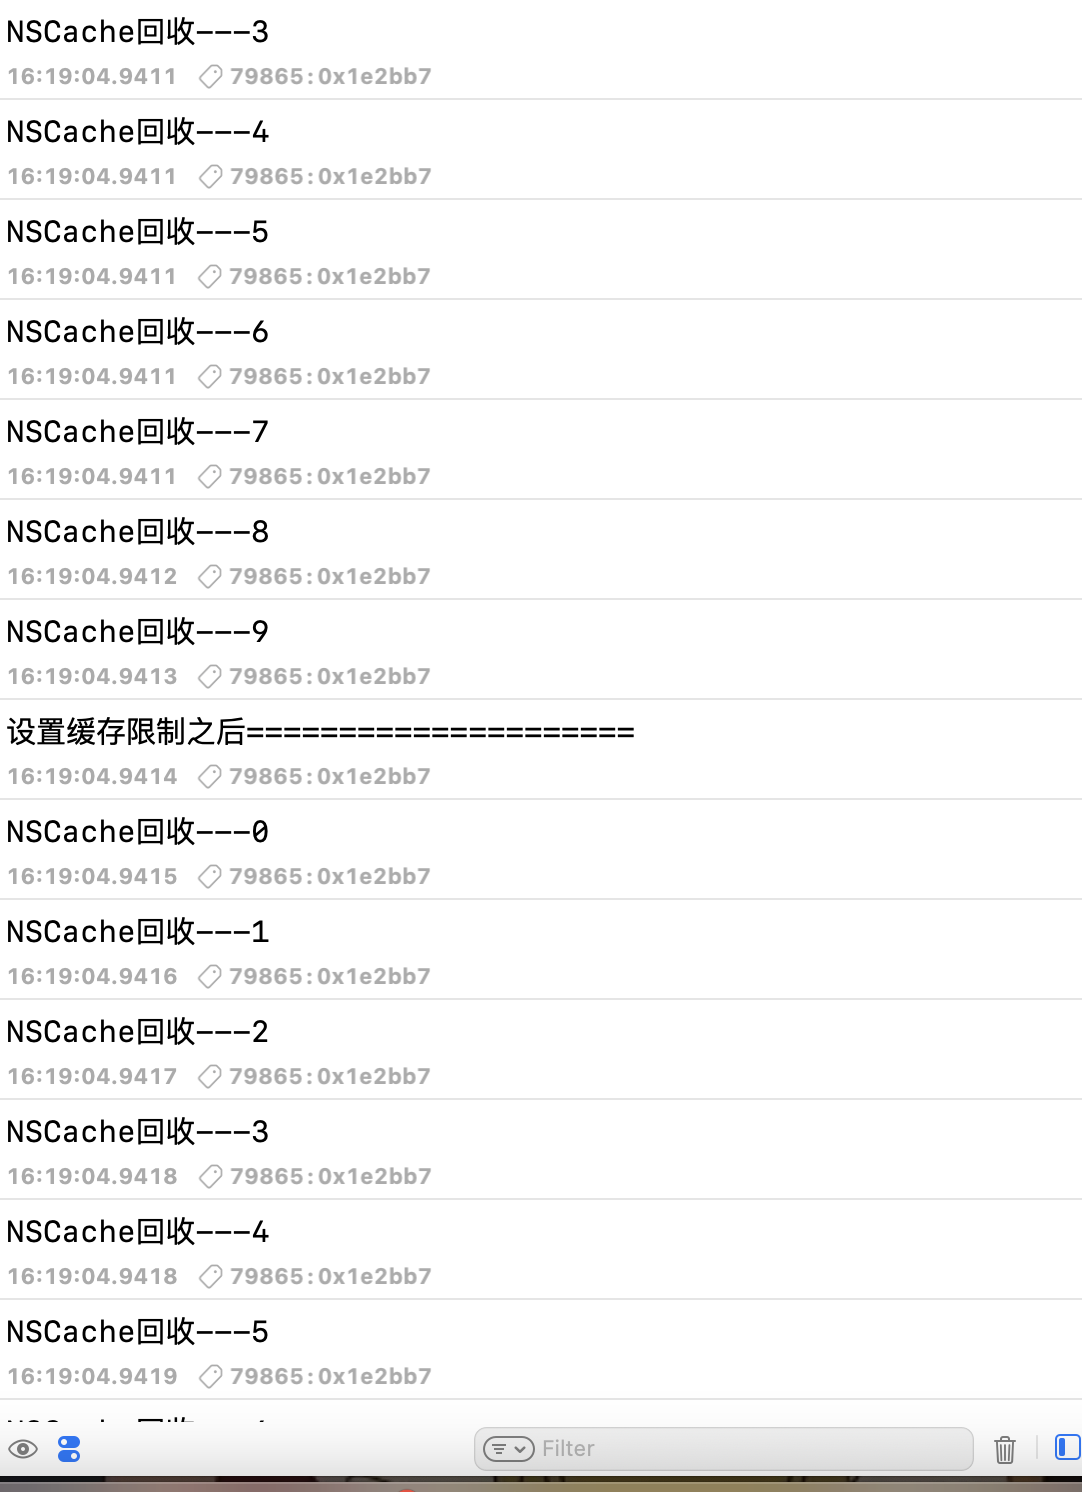 NSCache回收---3
16:19:04.9411 79865:0x1e2bb7
NSCache回收---4
16:19:04.9411 79865:0x1e2bb7
NSCache回收---5
16:19:04.9411 79865:0x1e2bb7
NSCache回收---6
16:19:04.9411 79865:0x1e2bb7
NSCache回收---7
16:19:04.9411 79865:0x1e2bb7
NSCache回收---8
16:19:04.9412 79865:0x1e2bb7
NSCache回收---9
16:19:04.9413 79865:0x1e2bb7
设置缓存限制之后=====================
16:19:04.9414 79865:0x1e2bb7
NSCache回收---0
16:19:04.9415 79865:0x1e2bb7
NSCache回收---1
16:19:04.9416 79865:0x1e2bb7
NSCache回收---2
16:19:04.9417 79865:0x1e2bb7
NSCache回收---3
16:19:04.9418 79865:0x1e2bb7
NSCache回收---4
16:19:04.9418 79865:0x1e2bb7
NSCache回收---5
16:19:04.9419 79865:0x1e2bb7
Filter